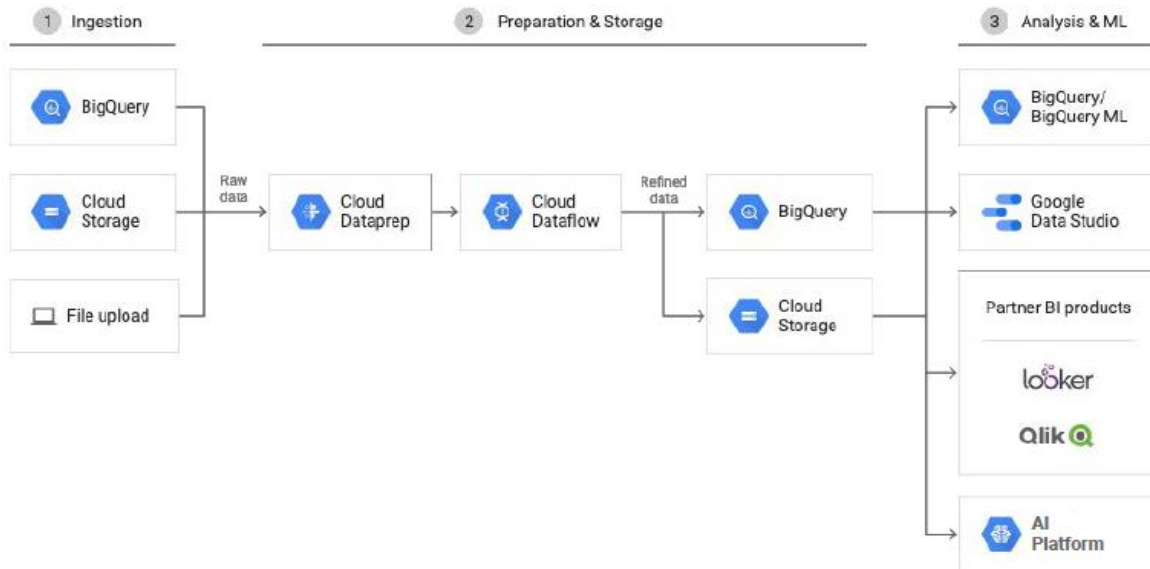 1 Ingestion
2 Preparation & Storage
3 Analysis & ML
BigQuery
Cloud
Storage
File upload
Raw
data
Cloud
Dataprep
Cloud
Dataflow
Refined
data
BigQuery
Cloud
Storage
BigQuery/
BigQuery ML
Google
Data Studio
Partner BI products
looker
Qlik
AI
Platform